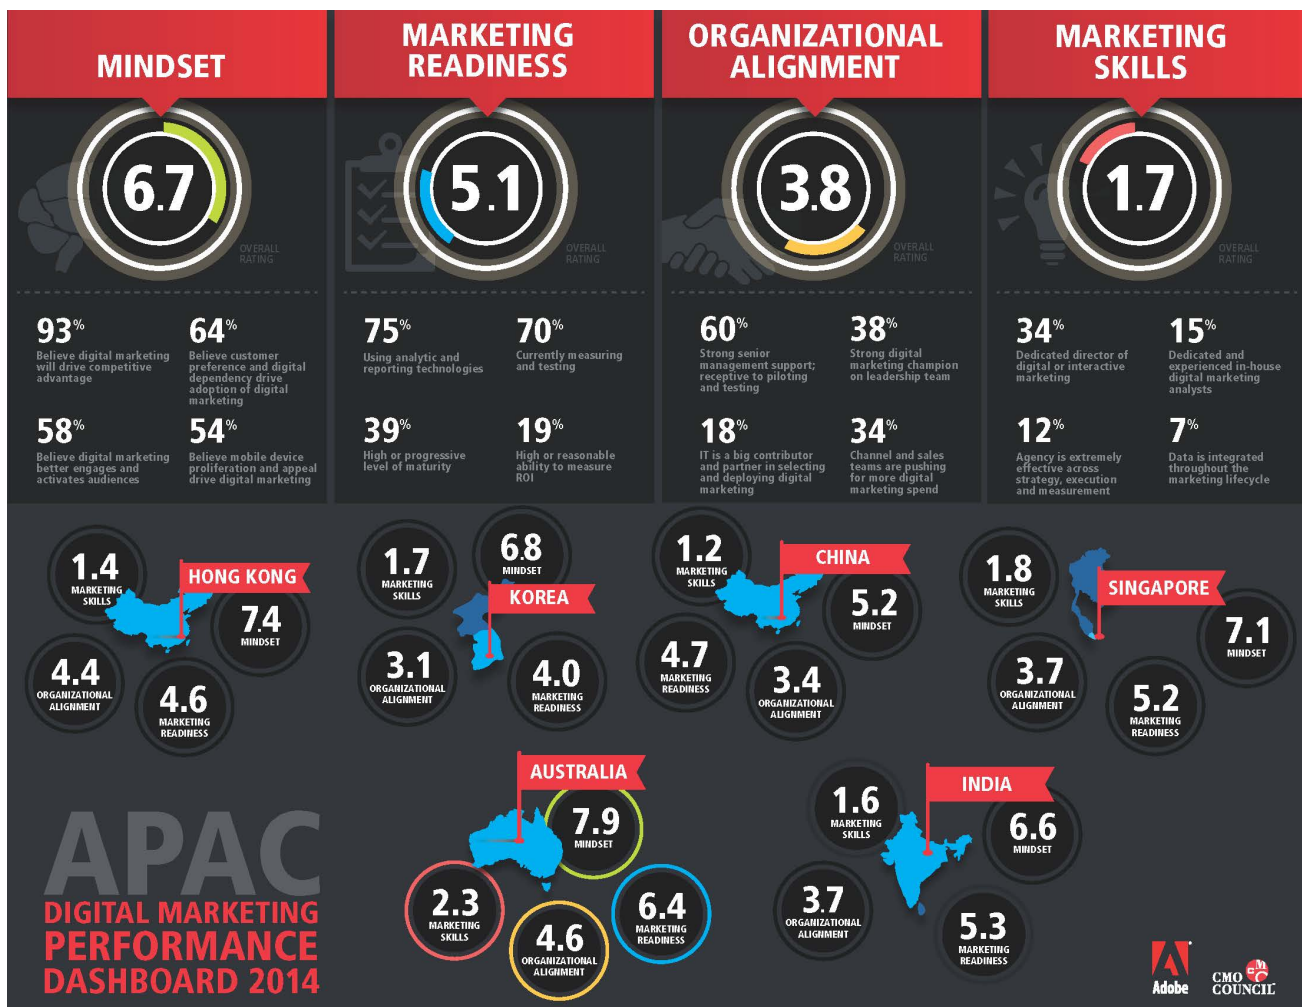 MINDSET
6.7
OVERALL
RATING
93%
Believe digital marketing
will drive competitive
advantage
64%
Believe customer
preference and digital
dependency drive
adoption of digital
marketing
58%
Believe digital marketing
better engages and
activates audiences
54%
Believe mobile device
proliferation and appeal
drive digital marketing
MARKETING
READINESS
5.1
OVERALL
RATING
75%
Using analytic and
reporting technologies
70%
Currently measuring
and testing
39%
High or progressive
level of maturity
19%
High or reasonable
ability to measure
ROI
ORGANIZATIONAL
ALIGNMENT
3.8
OVERALL
RATING
60%
Strong senior
management support;
receptive to piloting
and testing
38%
Strong digital
marketing champion
on leadership team
18%
IT is a big contributor
and partner in selecting
and deploying digital
marketing
34%
Channel and sales
teams are pushing
for more digital
marketing spend
MARKETING
SKILLS
1.7
OVERALL
RATING
34%
Dedicated director of
digital or interactive
marketing
15%
Dedicated and
experienced in-house
digital marketing
analysts
12%
Agency is extremely
effective across
strategy, execution
and measurement
7%
Data is integrated
throughout the
marketing lifecycle
HONG KONG
1.4
MARKETING
SKILLS
7.4
MINDSET
4.4
ORGANIZATIONAL
ALIGNMENT
4.6
MARKETING
READINESS
KOREA
1.7
MARKETING
SKILLS
6.8
MINDSET
3.1
ORGANIZATIONAL
ALIGNMENT
4.0
MARKETING
READINESS
CHINA
1.2
MARKETING
SKILLS
5.2
MINDSET
4.7
MARKETING
READINESS
3.4
ORGANIZATIONAL
ALIGNMENT
SINGAPORE
1.8
MARKETING
SKILLS
7.1
MINDSET
3.7
ORGANIZATIONAL
ALIGNMENT
5.2
MARKETING
READINESS
AUSTRALIA
7.9
MINDSET
2.3
MARKETING
SKILLS
4.6
ORGANIZATIONAL
ALIGNMENT
6.4
MARKETING
READINESS
INDIA
1.6
MARKETING
SKILLS
6.6
MINDSET
3.7
ORGANIZATIONAL
ALIGNMENT
5.3
MARKETING
READINESS
APAC
DIGITAL MARKETING
PERFORMANCE
DASHBOARD 2014
Adobe
CMO
COUNCIL